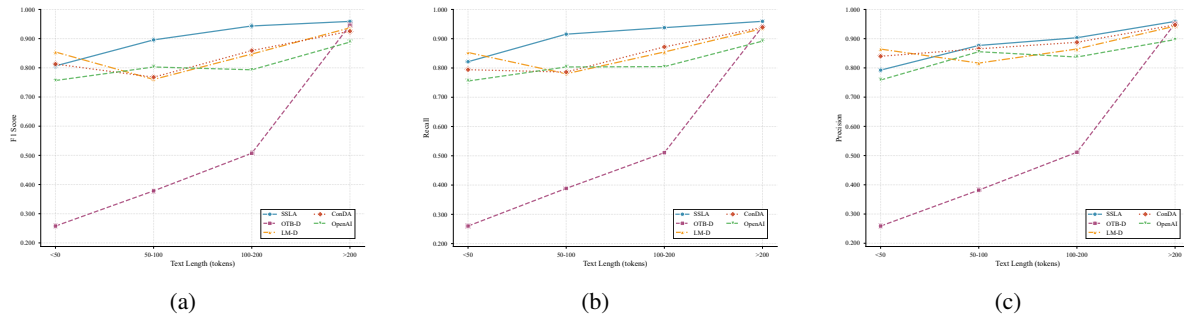 1.000
0.900
0.800
0.700
0.600
0.500
0.400
0.300
0.200
F1 Score
<50
50-100
100-200
>200
Text Length (tokens)
SSLA
OTB-D
LM-D
ConDA
OpenAI
(a)
1.000
0.900
0.800
0.700
0.600
0.500
0.400
0.300
0.200
Recall
<50
50-100
100-200
>200
Text Length (tokens)
SSLA
OTB-D
LM-D
ConDA
OpenAI
(b)
1.000
0.900
0.800
0.700
0.600
0.500
0.400
0.300
0.200
Precision
<50
50-100
100-200
>200
Text Length (tokens)
SSLA
OTB-D
LM-D
ConDA
OpenAI
(c)